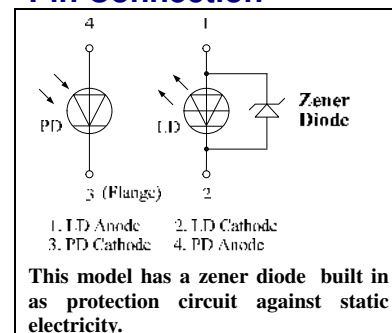 Pin Connection
4 1
PD
LD
Zener
Diode
3 (Flange) 2
1. LD Anode 2. LD Cathode
3. PD Cathode 4. PD Anode
This model has a zener diode built in
as protection circuit against static
electricity.